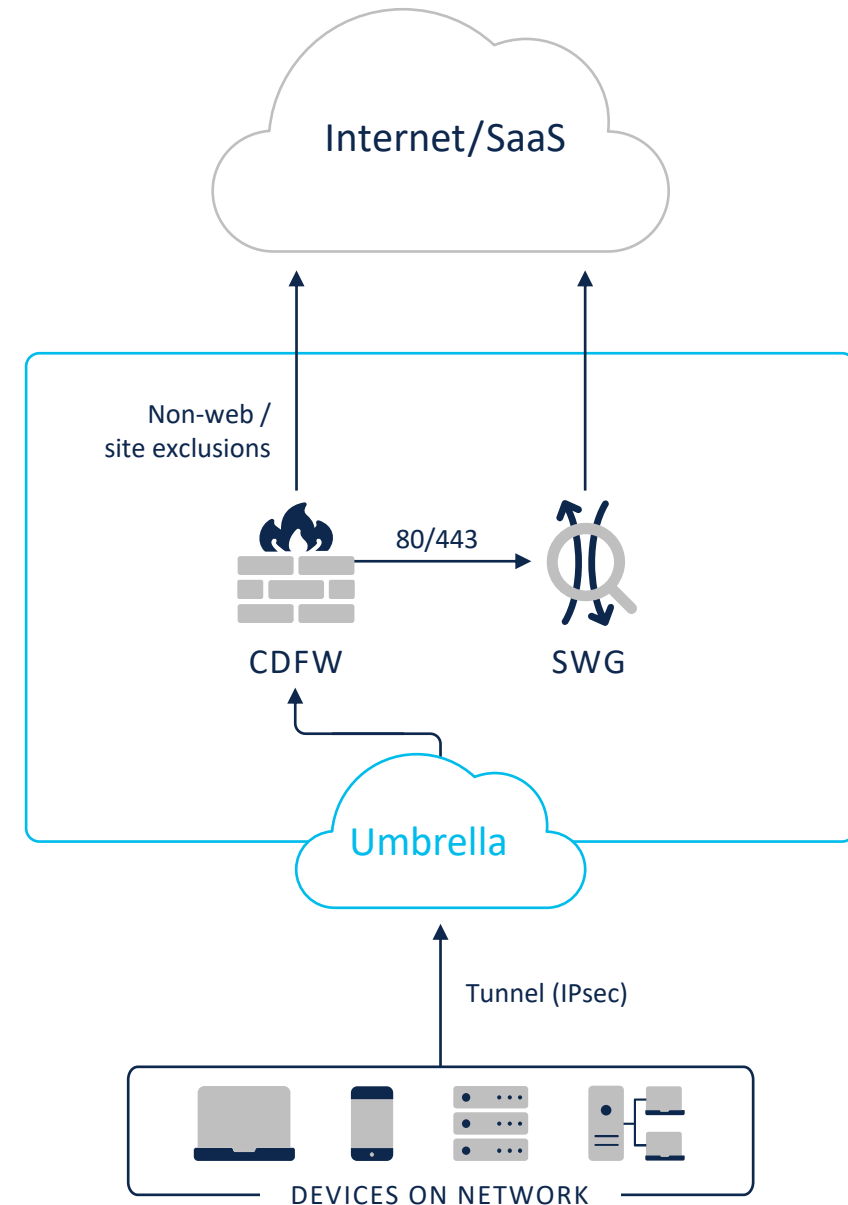 Internet/SaaS
Non-web /
site exclusions
80/443
CDFW
SWG
Umbrella
Tunnel (IPsec)
DEVICES ON NETWORK